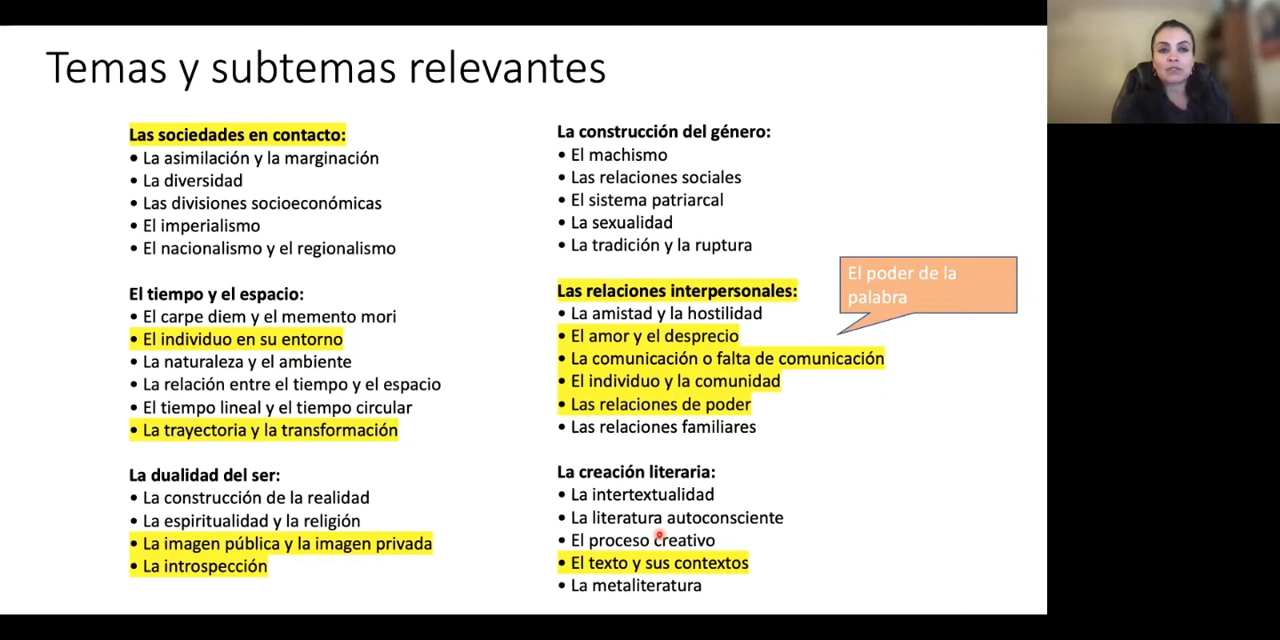 Temas y subtemas relevantes
Las sociedades en contacto:
• La asimilación y la marginación
• La diversidad
• Las divisiones socioeconómicas
• El imperialismo
• El nacionalismo y el regionalismo
El tiempo y el espacio:
• El carpe diem y el memento mori
• El individuo en su entorno
• La naturaleza y el ambiente
• La relación entre el tiempo y el espacio
• El tiempo lineal y el tiempo circular
• La trayectoria y la transformación
La dualidad del ser:
• La construcción de la realidad
• La espiritualidad y la religión
• La imagen pública y la imagen privada
• La introspección
La construcción del género:
• El machismo
• Las relaciones sociales
• El sistema patriarcal
• La sexualidad
• La tradición y la ruptura
Las relaciones interpersonales:
• La amistad y la hostilidad
• El amor y el desprecio
• La comunicación o falta de comunicación
• El individuo y la comunidad
• Las relaciones de poder
• Las relaciones familiares
El poder de la
palabra
La creación literaria:
• La intertextualidad
• La literatura autoconsciente
• El proceso creativo
• El texto y sus contextos
• La metaliteratura